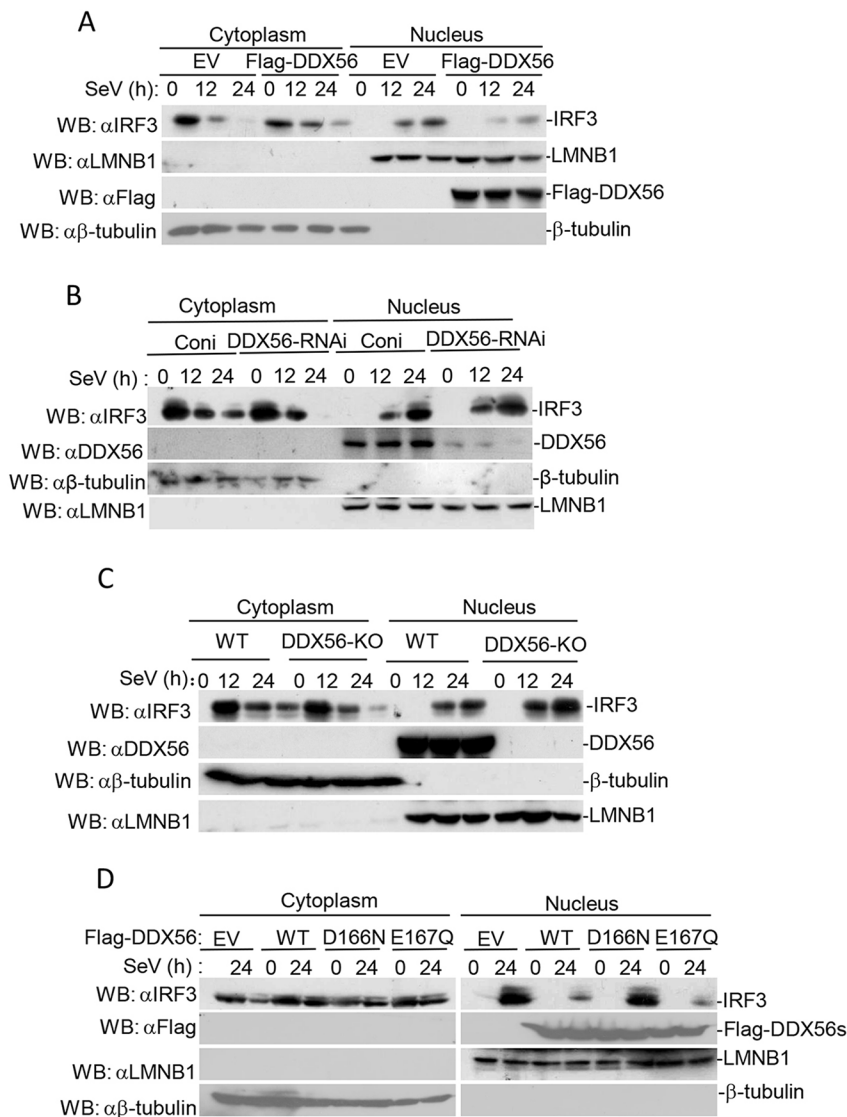 A
Cytoplasm Nucleus
EV Flag-DDX56 EV Flag-DDX56
SeV (h): 0 12 24 0 12 24 0 12 24 0 12 24
WB: αIRF3 -IRF3
WB: αLMNB1 -LMNB1
WB: αFlag -Flag-DDX56
WB: αβ-tubulin -β-tubulin
B
Cytoplasm Nucleus
Coni DDX56-RNAi Coni DDX56-RNAi
SeV (h) : 0 12 24 0 12 24 0 12 24 0 12 24
WB: αIRF3 -IRF3
WB: αDDX56 -DDX56
WB: αβ-tubulin -β-tubulin
WB: αLMNB1 -LMNB1
C
Cytoplasm Nucleus
WT DDX56-KO WT DDX56-KO
SeV (h): 0 12 24 0 12 24 0 12 24 0 12 24
WB: αIRF3 -IRF3
WB: αDDX56 -DDX56
WB: αβ-tubulin -β-tubulin
WB: αLMNB1 -LMNB1
D
Cytoplasm Nucleus
Flag-DDX56: EV WT D166N E167Q EV WT D166N E167Q
SeV (h) : 24 0 24 0 24 0 24 0 24 0 24 0 24 0 24
WB: αIRF3 -IRF3
WB: αFlag -Flag-DDX56s
WB: αLMNB1 -LMNB1
WB: αβ-tubulin -β-tubulin